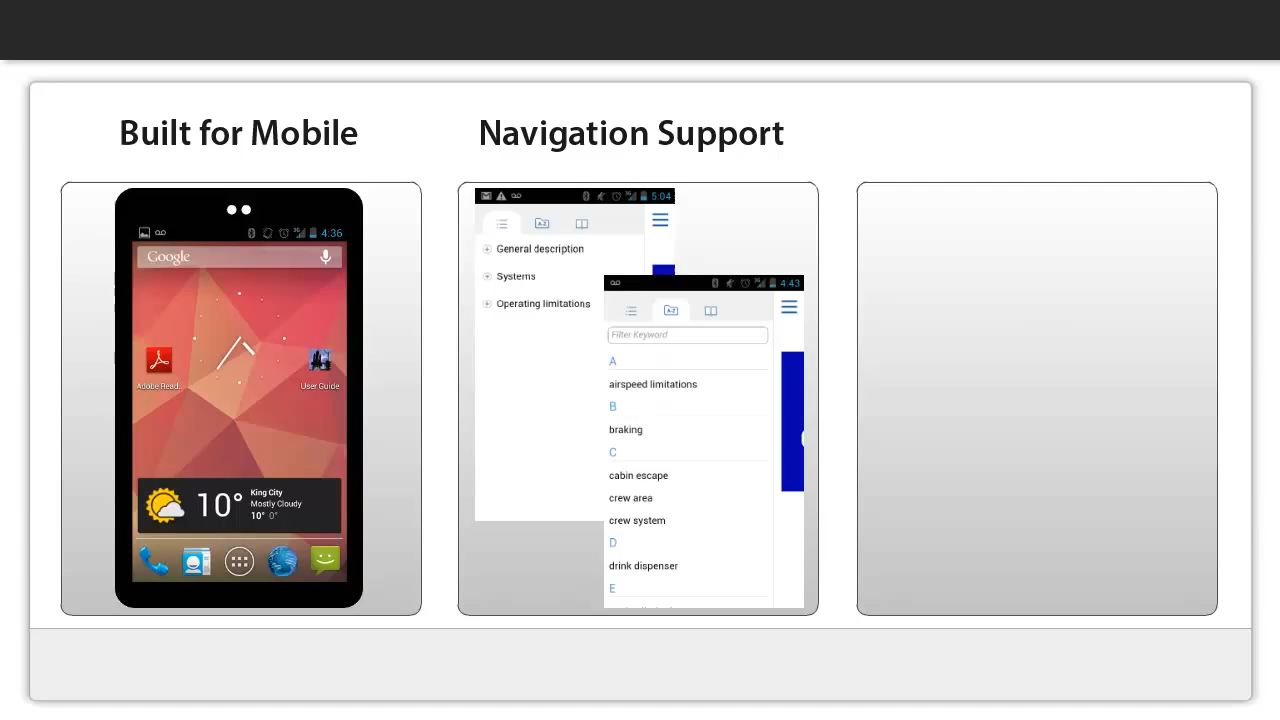 Built for Mobile
Navigation Support
4:36
Google
Adobe Read.
User Guide
10°
King City
Mostly Cloudy
10° 0°
3G
5:04
General description
Systems
Operating limitations
3G
4:43
A-Z
Filter Keyword
A
airspeed limitations
B
braking
C
cabin escape
crew area
crew system
D
drink dispenser
E